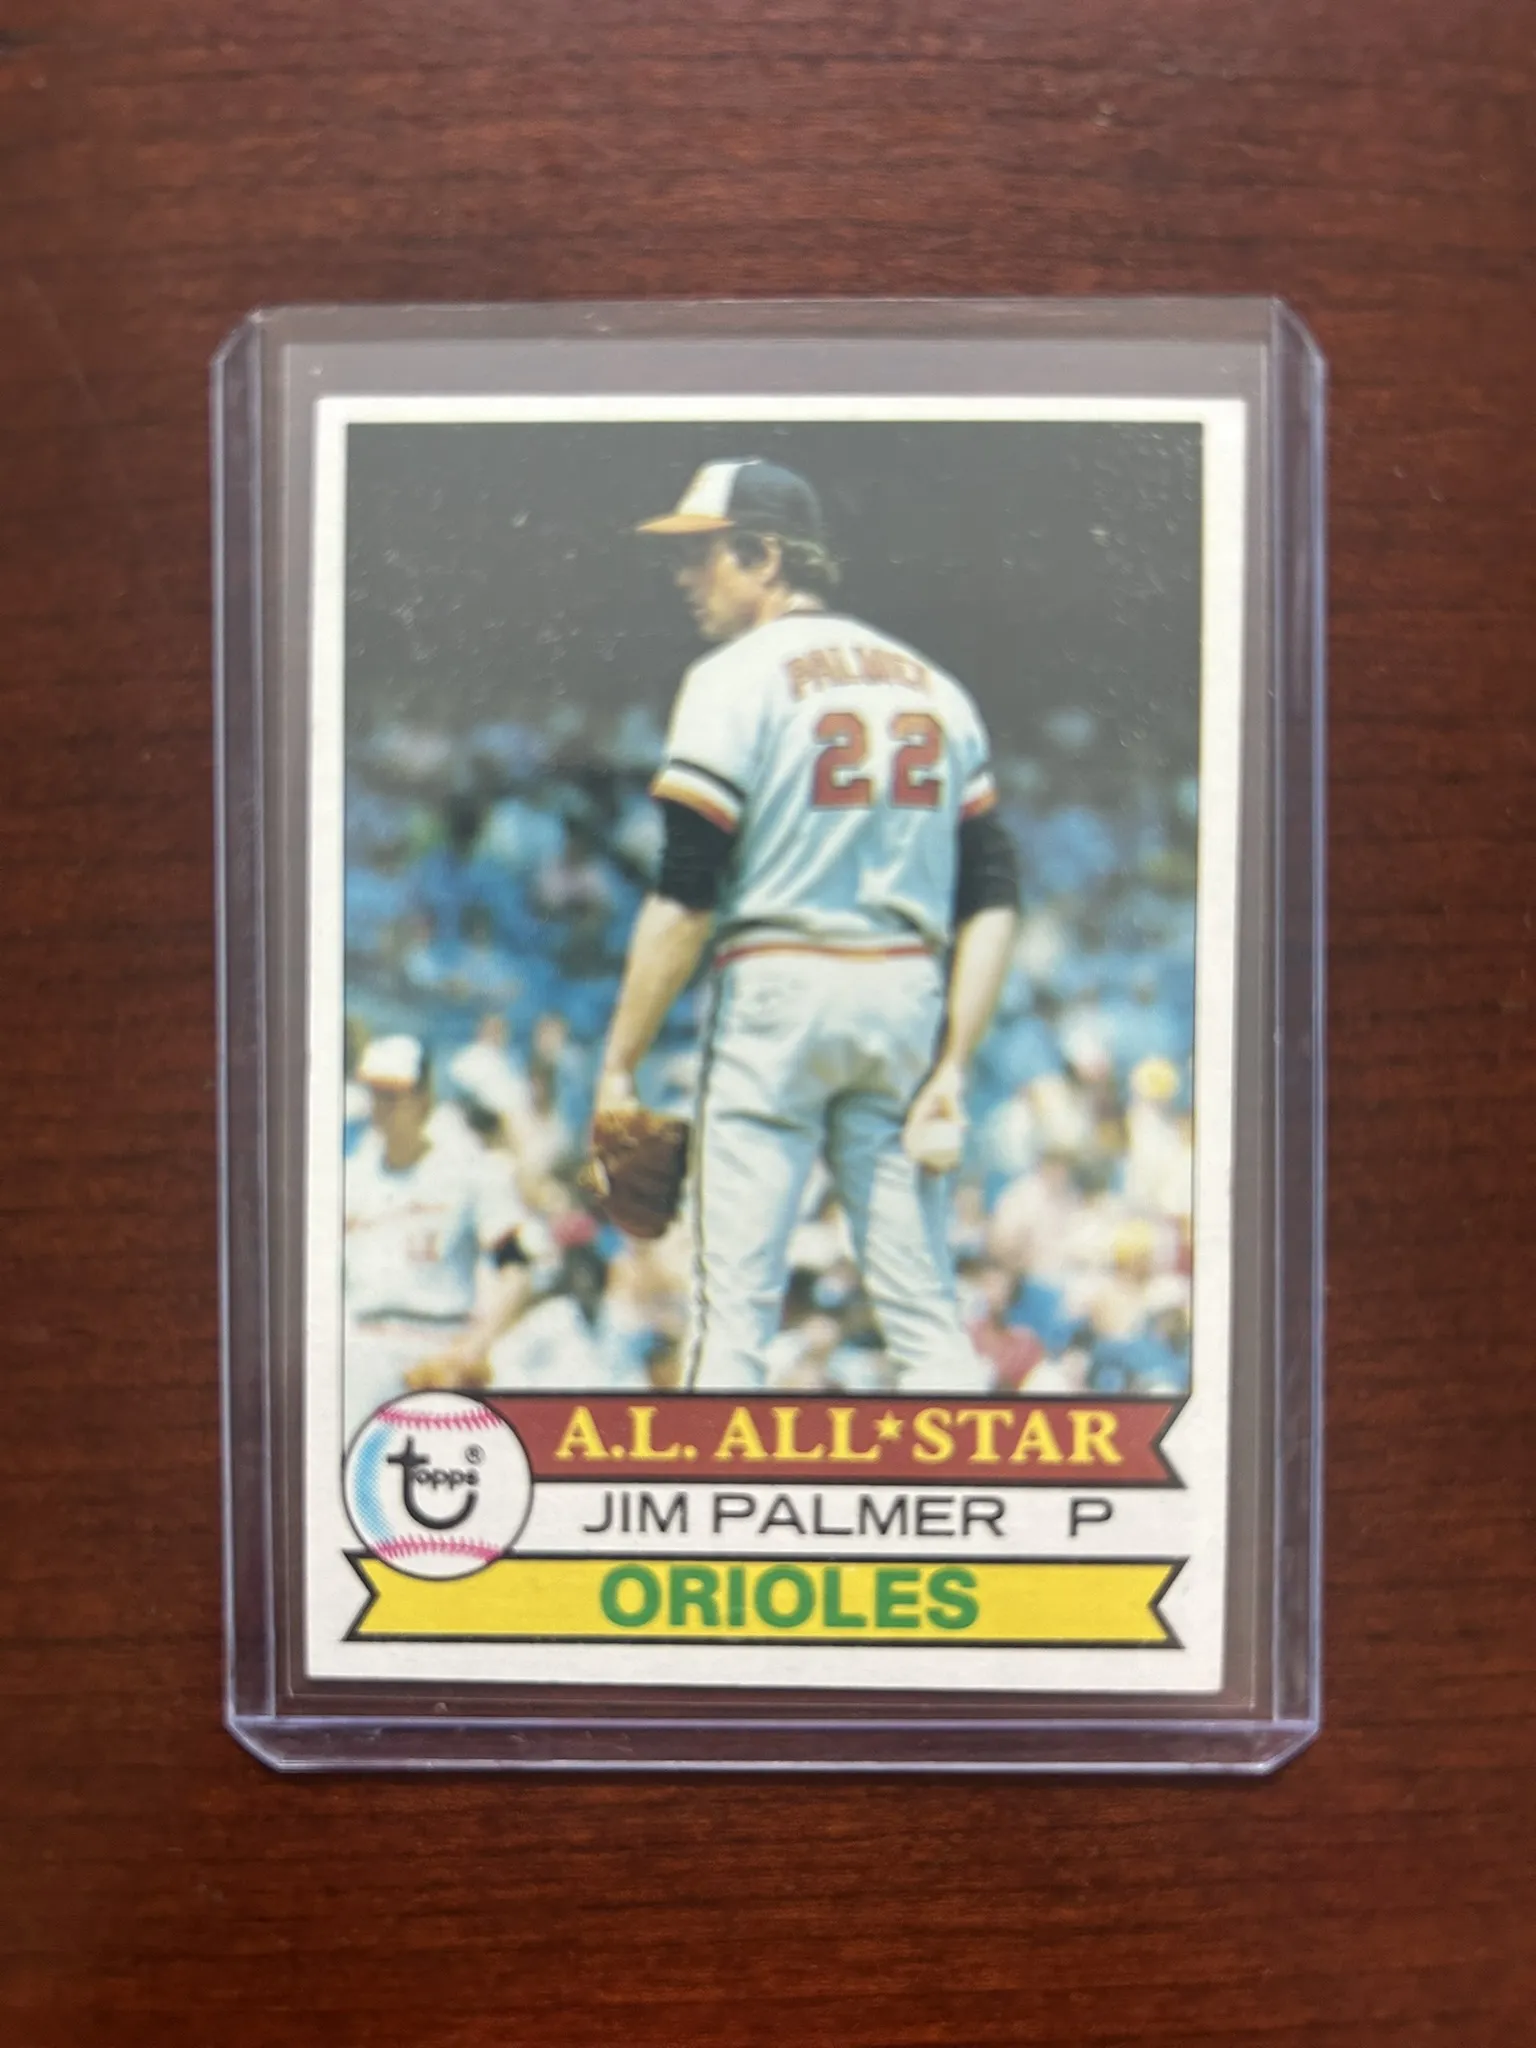 PALMER
22
A.L. ALL★STAR
topps®
JIM PALMER P
ORIOLES